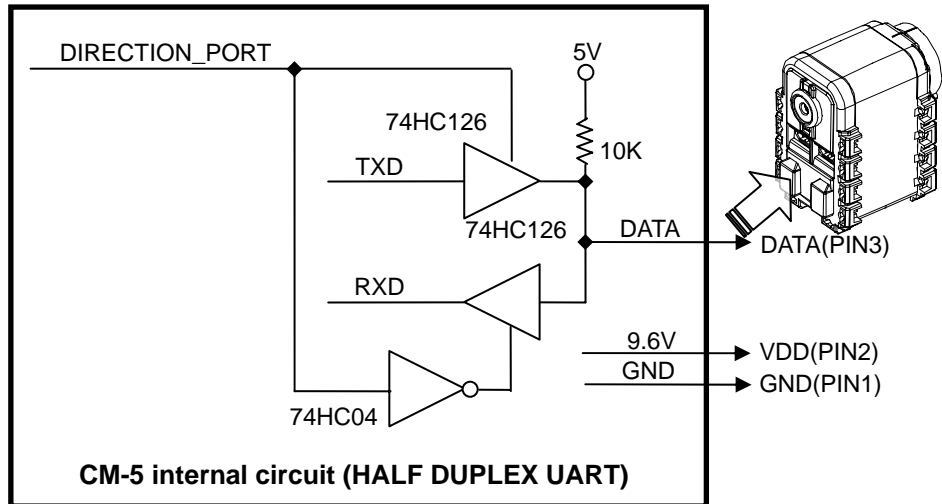 DIRECTION_PORT
5V
74HC126
10K
TXD
74HC126
DATA
DATA(PIN3)
RXD
9.6V
VDD(PIN2)
GND
GND(PIN1)
74HC04
CM-5 internal circuit (HALF DUPLEX UART)